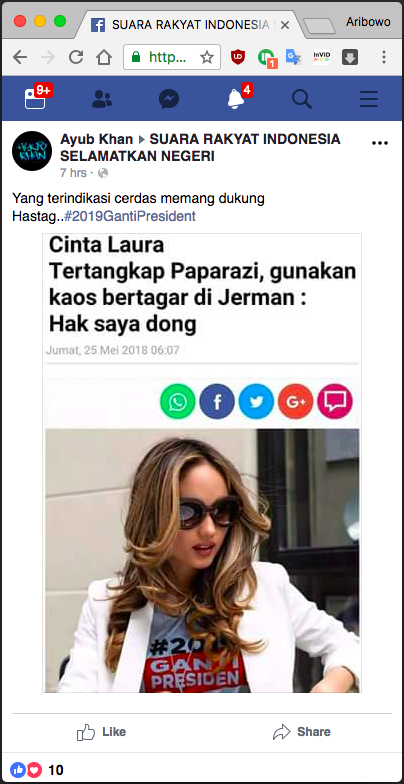 SUARA RAKYAT INDONESIA
Aribowo
http...
1
InVID
9+
4
Ayub Khan ▸ SUARA RAKYAT INDONESIA
SELAMATKAN NEGERI
7 hrs ·
Yang terindikasi cerdas memang dukung
Hastag..#2019GantiPresident
Cinta Laura
Tertangkap Paparazi, gunakan
kaos bertagar di Jerman :
Hak saya dong
Jumat, 25 Mei 2018 06:07
#20
GANTI
PRESIDEN
Like
Share
10